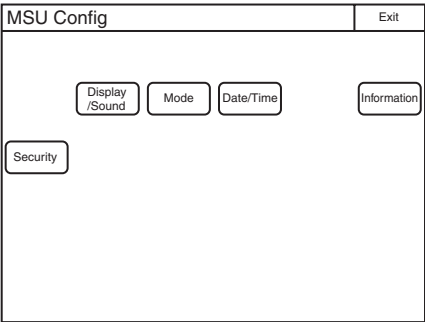 MSU Config
Exit
Display
/Sound
Mode
Date/Time
Information
Security